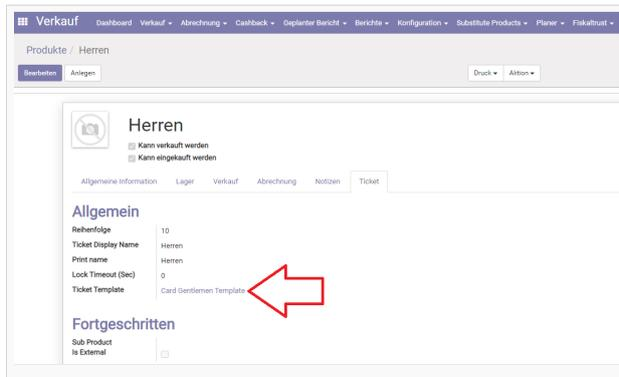 Verkauf Dashboard Verkauf Abrechnung Cashback Geplanter Bericht Berichte Konfiguration Substitute Products Planer Fiskaltrust
Produkte / Herren
Bearbeiten Anlegen Druck Aktion
Herren
Kann verkauft werden
Kann eingekauft werden
Allgemeine Information Lager Verkauf Abrechnung Notizen Ticket
Allgemein
Reihenfolge 10
Ticket Display Name Herren
Print name Herren
Lock Timeout (Sec) 0
Ticket Template Card Gentlemen Template
Fortgeschritten
Sub Product
Is External